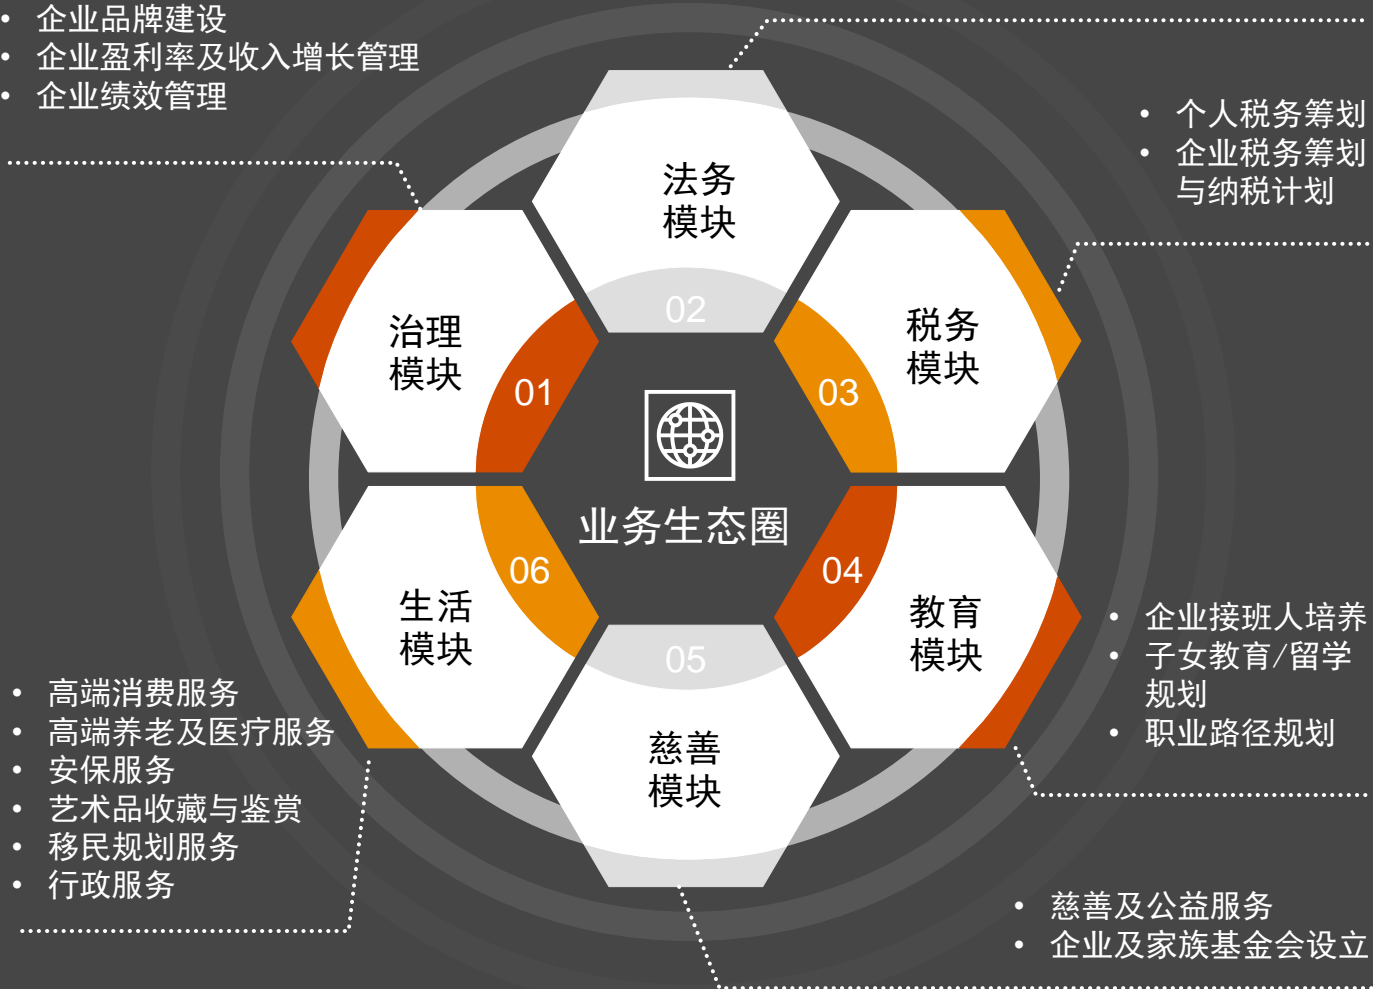 • 企业品牌建设
• 企业盈利率及收入增长管理
• 企业绩效管理
• 个人税务筹划
• 企业税务筹划
与纳税计划
法务
模块
02
治理
模块
01
税务
模块
03
业务生态圈
生活
模块
06
教育
模块
04
05
慈善
模块
• 企业接班人培养
• 子女教育/留学
规划
• 职业路径规划
• 高端消费服务
• 高端养老及医疗服务
• 安保服务
• 艺术品收藏与鉴赏
• 移民规划服务
• 行政服务
• 慈善及公益服务
• 企业及家族基金会设立